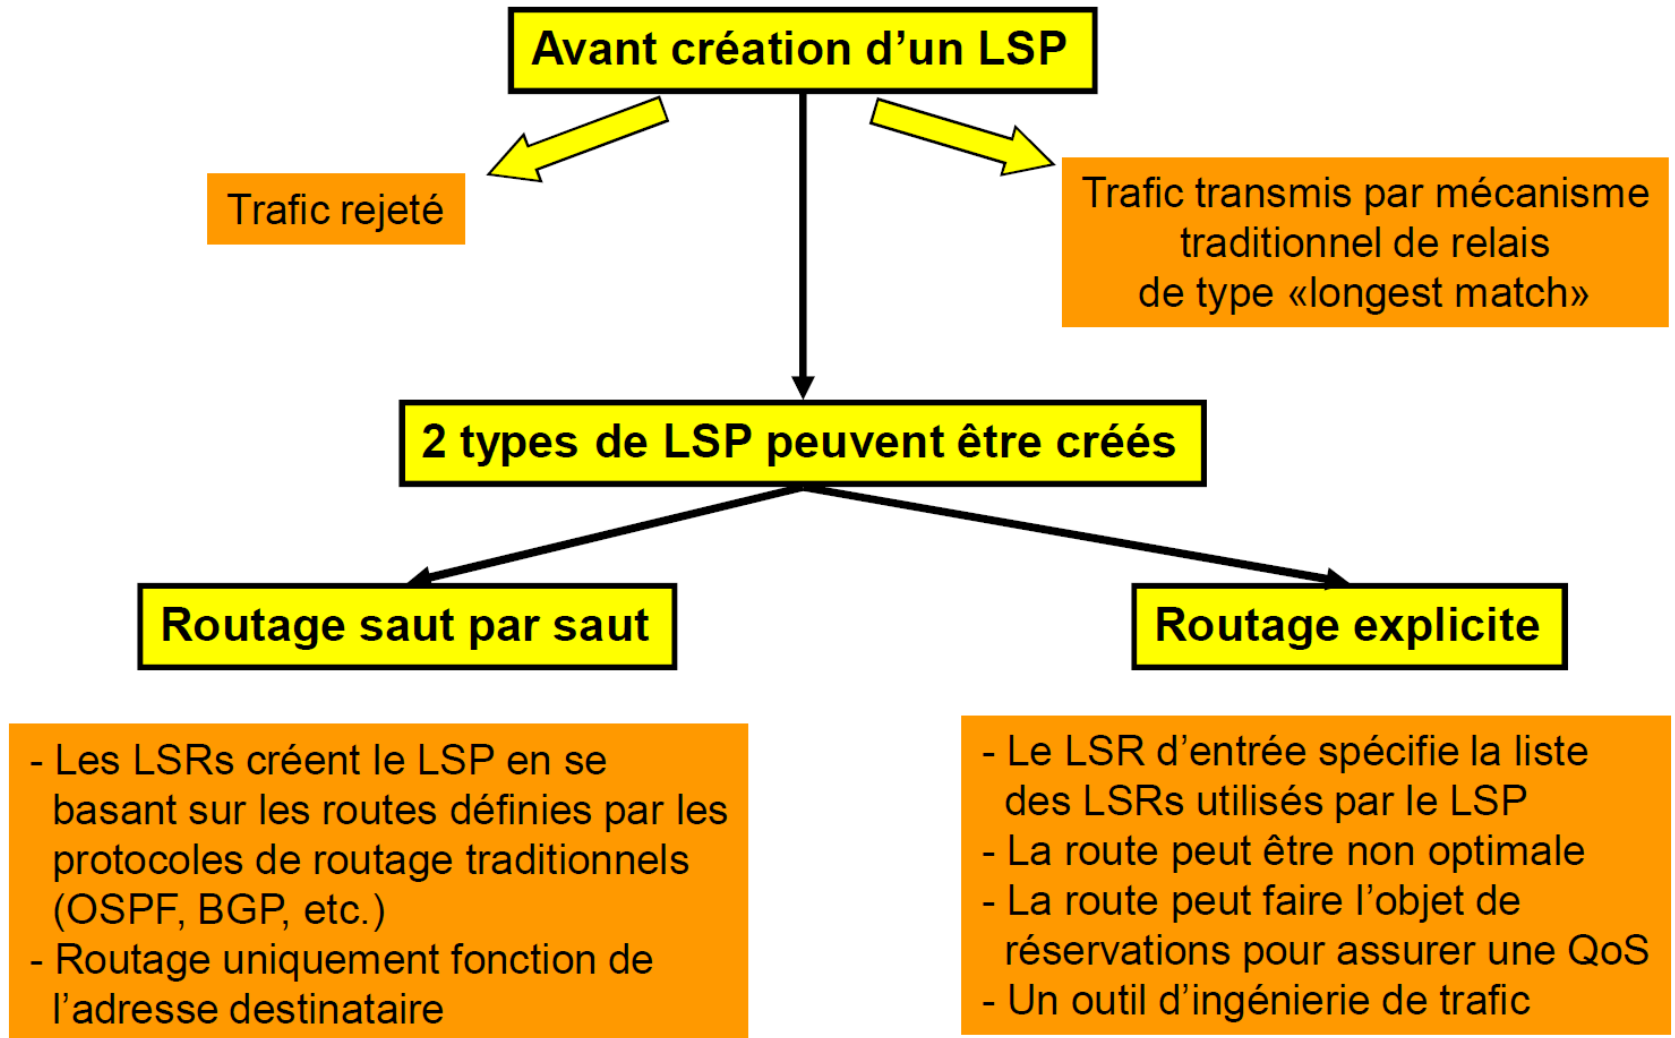 Avant création d’un LSP
Trafic rejeté
Trafic transmis par mécanisme
traditionnel de relais
de type «longest match»
2 types de LSP peuvent être créés
Routage saut par saut
Routage explicite
- Les LSRs créent le LSP en se
basant sur les routes définies par les
protocoles de routage traditionnels
(OSPF, BGP, etc.)
- Routage uniquement fonction de
l’adresse destinataire
- Le LSR d’entrée spécifie la liste
des LSRs utilisés par le LSP
- La route peut être non optimale
- La route peut faire l’objet de
réservations pour assurer une QoS
- Un outil d’ingénierie de trafic